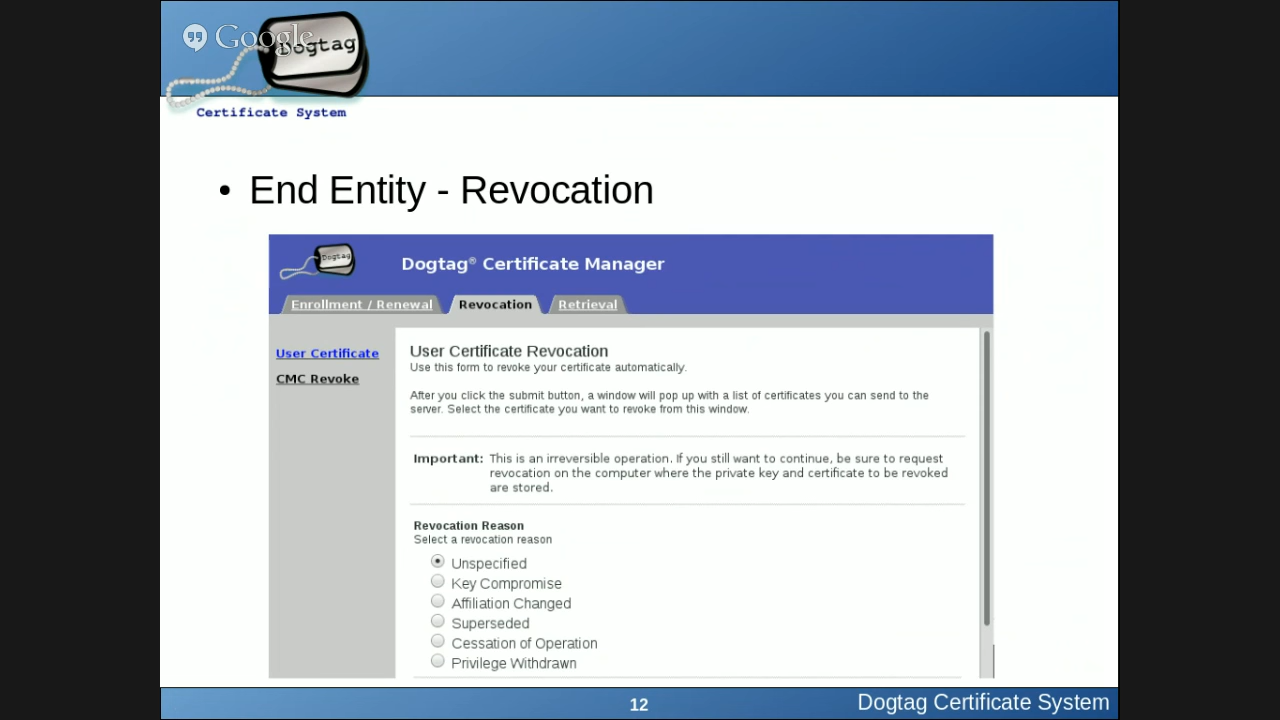 Google
Dogtag
Certificate System
• End Entity - Revocation
Dogtag
Dogtag® Certificate Manager
Enrollment / Renewal
Revocation
Retrieval
User Certificate
CMC Revoke
User Certificate Revocation
Use this form to revoke your certificate automatically.
After you click the submit button, a window will pop up with a list of certificates you can send to the
server. Select the certificate you want to revoke from this window.
Important: This is an irreversible operation. If you still want to continue, be sure to request
revocation on the computer where the private key and certificate to be revoked
are stored.
Revocation Reason
Select a revocation reason
Unspecified
Key Compromise
Affiliation Changed
Superseded
Cessation of Operation
Privilege Withdrawn
12
Dogtag Certificate System